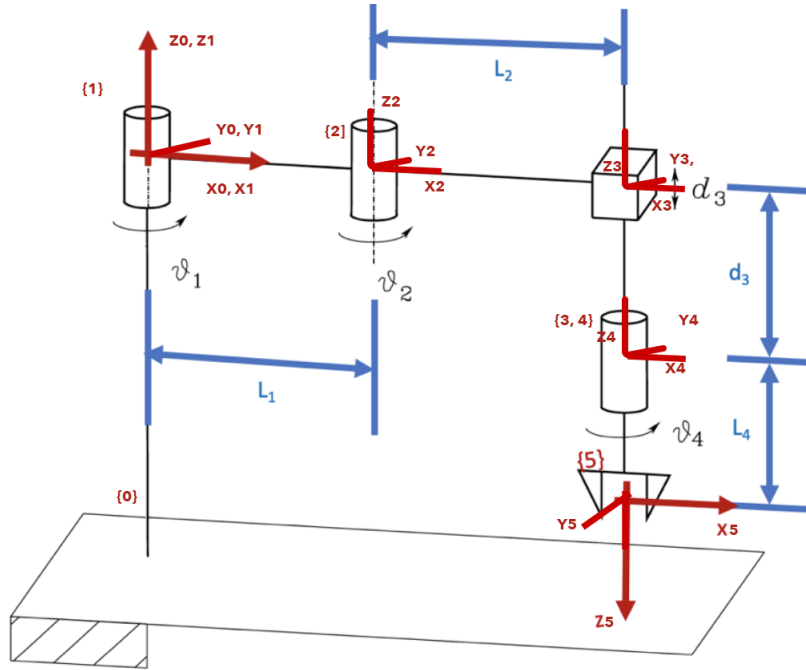 Z0, Z1
L₂
{1}
Z2
Y0, Y1
{2]
Y2
Z3
Y3,
X0, X1
X2
X3
d₃
ϑ₁
ϑ₂
d₃
{3, 4}
Y4
Z4
X4
L₁
ϑ₄
L₄
{5}
{0}
Y5
X5
Z5